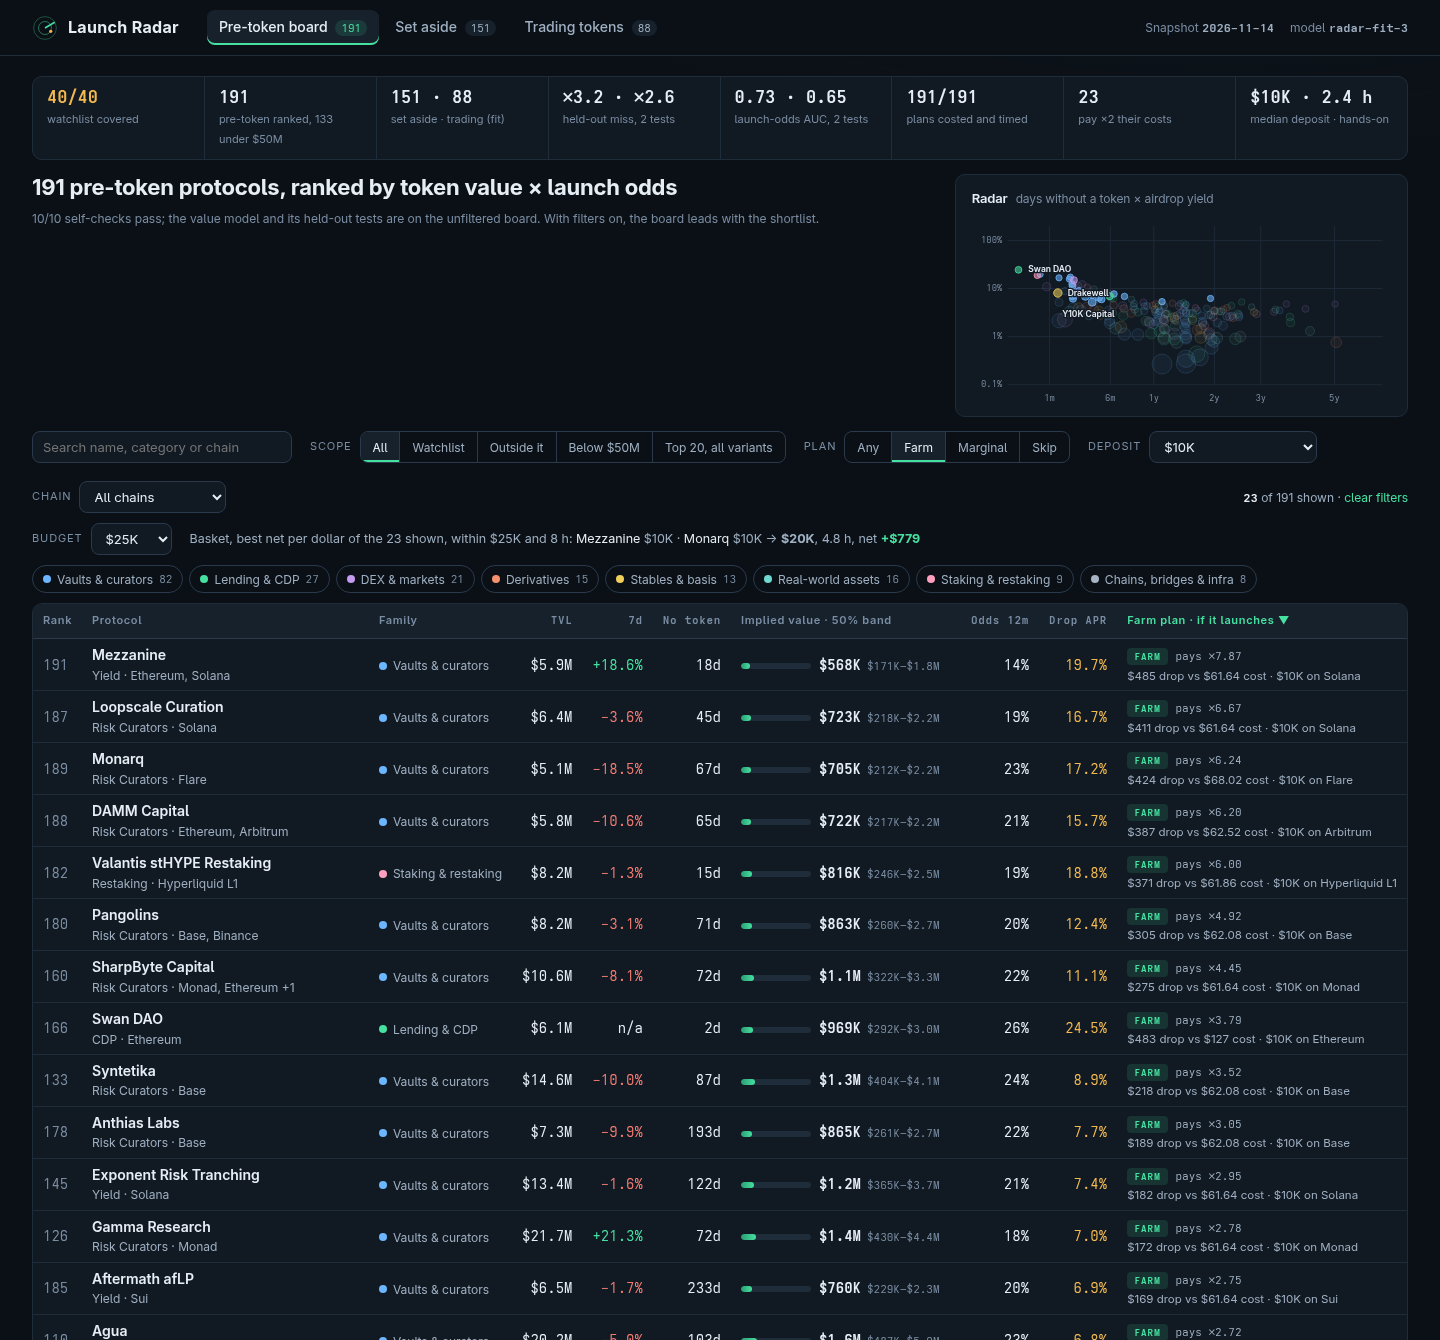 Launch Radar
Pre-token board 191
Set aside 151
Trading tokens 88
Snapshot 2026-11-14 model radar-fit-3
40/40
watchlist covered
191
pre-token ranked, 133
under $50M
151 · 88
set aside · trading (fit)
×3.2 · ×2.6
held-out miss, 2 tests
0.73 · 0.65
launch-odds AUC, 2 tests
191/191
plans costed and timed
23
pay ×2 their costs
$10K · 2.4 h
median deposit · hands-on
191 pre-token protocols, ranked by token value × launch odds
10/10 self-checks pass; the value model and its held-out tests are on the unfiltered board. With filters on, the board leads with the shortlist.
Radar days without a token × airdrop yield
100%
10%
1%
0.1%
Swan DAO
Drakewell
Y10K Capital
1m 6m 1y 2y 3y 5y
Search name, category or chain
SCOPE All Watchlist Outside it Below $50M Top 20, all variants
PLAN Any Farm Marginal Skip
DEPOSIT $10K
CHAIN All chains
23 of 191 shown · clear filters
BUDGET $25K Basket, best net per dollar of the 23 shown, within $25K and 8 h: Mezzanine $10K · Monarq $10K → $20K, 4.8 h, net +$779
Vaults & curators 82
Lending & CDP 27
DEX & markets 21
Derivatives 15
Stables & basis 13
Real-world assets 16
Staking & restaking 9
Chains, bridges & infra 8
Rank Protocol Family TVL 7d No token Implied value · 50% band Odds 12m Drop APR Farm plan · if it launches ▼
191 Mezzanine Vaults & curators $5.9M +18.6% 18d $568K $171K–$1.8M 14% 19.7% FARM pays ×7.87
Yield · Ethereum, Solana $485 drop vs $61.64 cost · $10K on Solana
187 Loopscale Curation Vaults & curators $6.4M −3.6% 45d $723K $218K–$2.2M 19% 16.7% FARM pays ×6.67
Risk Curators · Solana $411 drop vs $61.64 cost · $10K on Solana
189 Monarq Vaults & curators $5.1M −18.5% 67d $705K $212K–$2.2M 23% 17.2% FARM pays ×6.24
Risk Curators · Flare $424 drop vs $68.02 cost · $10K on Flare
188 DAMM Capital Vaults & curators $5.8M −10.6% 65d $722K $217K–$2.2M 21% 15.7% FARM pays ×6.20
Risk Curators · Ethereum, Arbitrum $387 drop vs $62.52 cost · $10K on Arbitrum
182 Valantis stHYPE Restaking Staking & restaking $8.2M −1.3% 15d $816K $246K–$2.5M 19% 18.8% FARM pays ×6.00
Restaking · Hyperliquid L1 $371 drop vs $61.86 cost · $10K on Hyperliquid L1
180 Pangolins Vaults & curators $8.2M −3.1% 71d $863K $260K–$2.7M 20% 12.4% FARM pays ×4.92
Risk Curators · Base, Binance $305 drop vs $62.08 cost · $10K on Base
160 SharpByte Capital Vaults & curators $10.6M −8.1% 72d $1.1M $322K–$3.3M 22% 11.1% FARM pays ×4.45
Risk Curators · Monad, Ethereum +1 $275 drop vs $61.64 cost · $10K on Monad
166 Swan DAO Lending & CDP $6.1M n/a 2d $969K $292K–$3.0M 26% 24.5% FARM pays ×3.79
CDP · Ethereum $483 drop vs $127 cost · $10K on Ethereum
133 Syntetika Vaults & curators $14.6M −10.0% 87d $1.3M $404K–$4.1M 24% 8.9% FARM pays ×3.52
Risk Curators · Base $218 drop vs $62.08 cost · $10K on Base
178 Anthias Labs Vaults & curators $7.3M −9.9% 193d $865K $261K–$2.7M 22% 7.7% FARM pays ×3.05
Risk Curators · Base $189 drop vs $62.08 cost · $10K on Base
145 Exponent Risk Tranching Vaults & curators $13.4M −1.6% 122d $1.2M $365K–$3.7M 21% 7.4% FARM pays ×2.95
Yield · Solana $182 drop vs $61.64 cost · $10K on Solana
126 Gamma Research Vaults & curators $21.7M +21.3% 72d $1.4M $430K–$4.4M 18% 7.0% FARM pays ×2.78
Risk Curators · Monad $172 drop vs $61.64 cost · $10K on Monad
185 Aftermath afLP Vaults & curators $6.5M −1.7% 233d $760K $229K–$2.3M 20% 6.9% FARM pays ×2.75
Yield · Sui $169 drop vs $61.64 cost · $10K on Sui
Agua FARM pays ×2.72